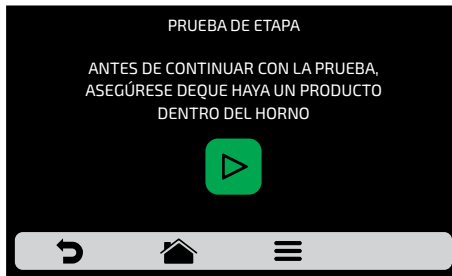 PRUEBA DE ETAPA
ANTES DE CONTINUAR CON LA PRUEBA,
ASEGÚRESE DEQUE HAYA UN PRODUCTO
DENTRO DEL HORNO